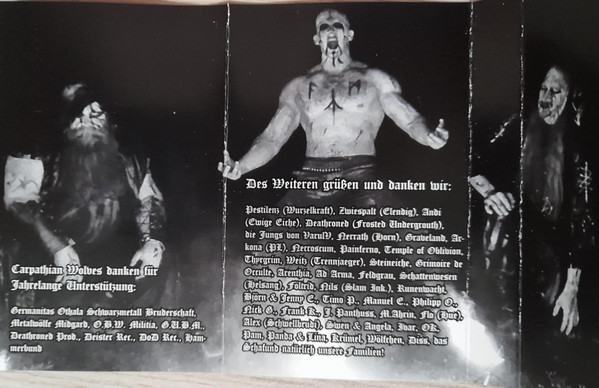 Des Weiteren grüßen und danken wir:
Pestilenz (Wurzelkraft), Zwiespalt (Elendig), Andi
(Ewige Eiche), Deathroned (Frosted Undergrouth),
die Jungs von VarulV, Nerrath (Horn), Graveland, Ar-
kona (PL), Necroscum, Painferno, Temple of Oblivion,
Thyrgrim, Weitz (Trennjaeger), Steineiche, Grimoire de
Occulte, Arenthia, Ad Arma, Feldgrau, Schattenwesen
(Helsang), Foltrid, Nils (Slam Ink.), Runenwacht,
Björn & Jenny E., Timo P., Manuel E., Philipp O.,
Nick G., Frank K., J. Panthuss, M.Ahrin, Flo (Hue),
Alex (Schwellbrudi), Swen & Angela, Ivar, OK,
Pam, Panda & Lina, Krümel, Wölfchen, Diss, das
Schafund natürlich unsere Familien!
Carpathian Wolves danken für
Jahrelange Unterstützung:
Germanitas Othala Schwarzmetall Bruderschaft,
Metalwölfe Midgard, O.B.W. Militia, G.U.B.M.,
Deathroned Prod., Deister Rec., DoD Rec., Ham-
merbund